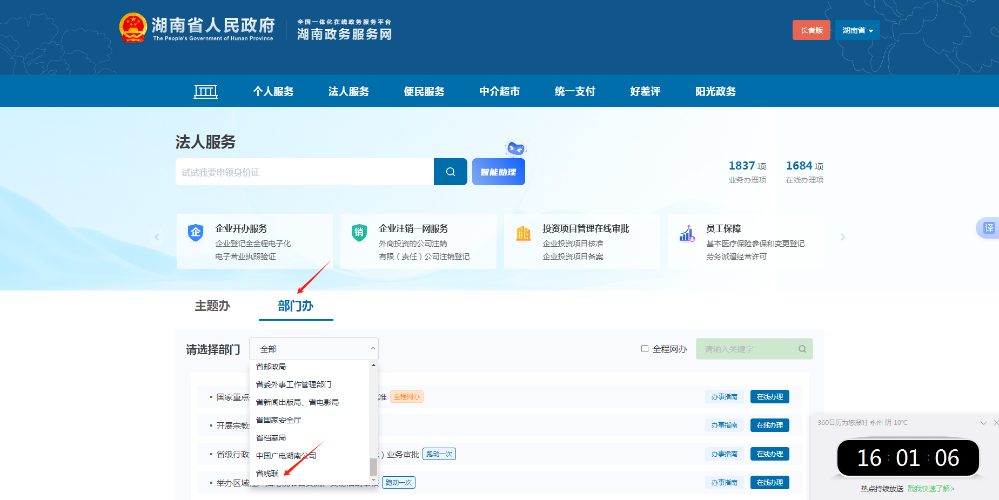 湖南省人民政府
The People's Government of Hunan Province
全国一体化在线政务服务平台
湖南政务服务网
长者版
湖南省
个人服务
法人服务
便民服务
中介超市
统一支付
好差评
阳光政务
法人服务
试试我要申领身份证
智能助理
1837 项
业务办理项
1684 项
在线办理项
企
企业开办服务
企业登记全全程电子化
电子营业执照验证
销
企业注销一网服务
外商投资的公司注销
有限（责任）公司注销登记
投资项目管理在线审批
企业投资项目核准
企业投资项目备案
员工保障
基本医疗保险参保和变更登记
劳务派遣经营许可
译
主题办
部门办
请选择部门
全部
全程网办
请输入关键字
省邮政局
省委外事工作管理部门
省新闻出版局、省电影局
省国家安全厅
省档案局
中国广电湖南公司
省残联
国家重点
准
全程网办
办事指南
在线办理
开展宗教
办事指南
在线办理
省级行政
）业务审批
跑动一次
办事指南
在线办理
举办区域
跑动一次
办事指南
在线办理
360日历为您报时 永州 阴 10℃
16:01:06
热点持续放送 戳我快速了解>